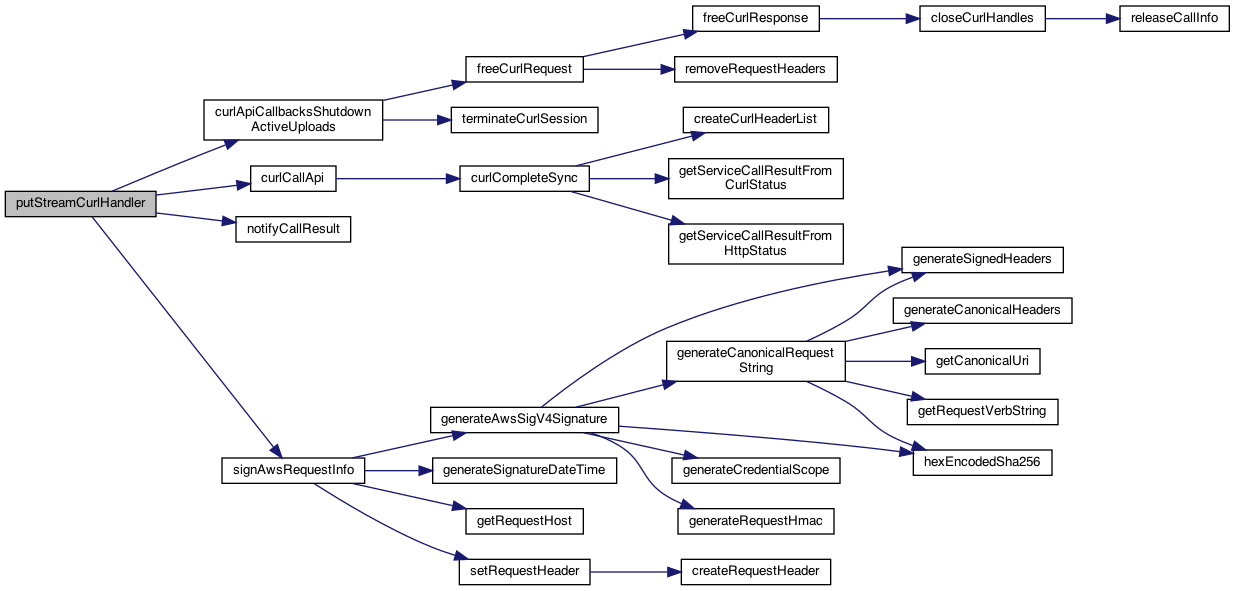 freeCurlResponse
closeCurlHandles
releaseCallInfo
freeCurlRequest
removeRequestHeaders
curlApiCallbacksShutdown
ActiveUploads
terminateCurlSession
createCurlHeaderList
curlCallApi
curlCompleteSync
getServiceCallResultFrom
CurlStatus
putStreamCurlHandler
notifyCallResult
getServiceCallResultFrom
HttpStatus
generateSignedHeaders
generateCanonicalHeaders
generateCanonicalRequest
String
getCanonicalUri
getRequestVerbString
generateAwsSigV4Signature
hexEncodedSha256
signAwsRequestInfo
generateSignatureDateTime
generateCredentialScope
getRequestHost
generateRequestHmac
setRequestHeader
createRequestHeader